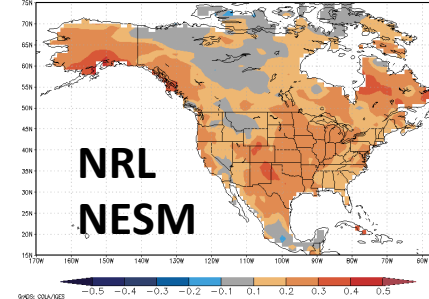 75N
70N
65N
60N
55N
50N
45N
40N
35N
30N
25N
20N
15N
NRL
NESM
170W 160W 150W 140W 130W 120W 110W 100W 90W 80W 70W 60W
-0.5 -0.4 -0.3 -0.2 -0.1 0.1 0.2 0.3 0.4 0.5
GrADS: COLA/IGES